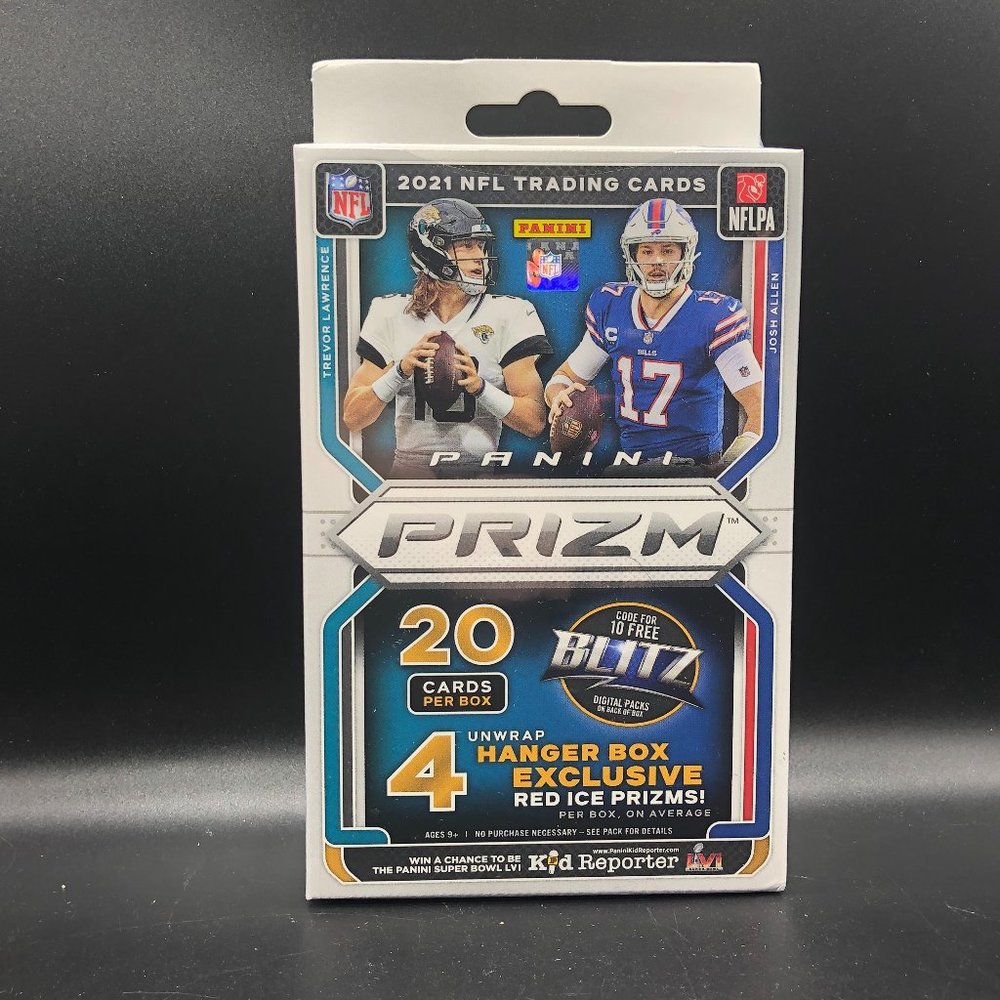 2021 NFL TRADING CARDS
NFL
NFLPA
PANINI
NFL
TREVOR LAWRENCE
JOSH ALLEN
BILLS
17
C
PANINI
PRIZM™
20
CARDS
PER BOX
CODE FOR
10 FREE
BLITZ
DIGITAL PACKS
ON BACK OF BOX
UNWRAP
4 HANGER BOX
EXCLUSIVE
RED ICE PRIZMS!
PER BOX, ON AVERAGE
AGES 9+ | NO PURCHASE NECESSARY – SEE PACK FOR DETAILS
WIN A CHANCE TO BE
THE PANINI SUPER BOWL LVI
www.PaniniKidReporter.com
Kid Reporter
LVI